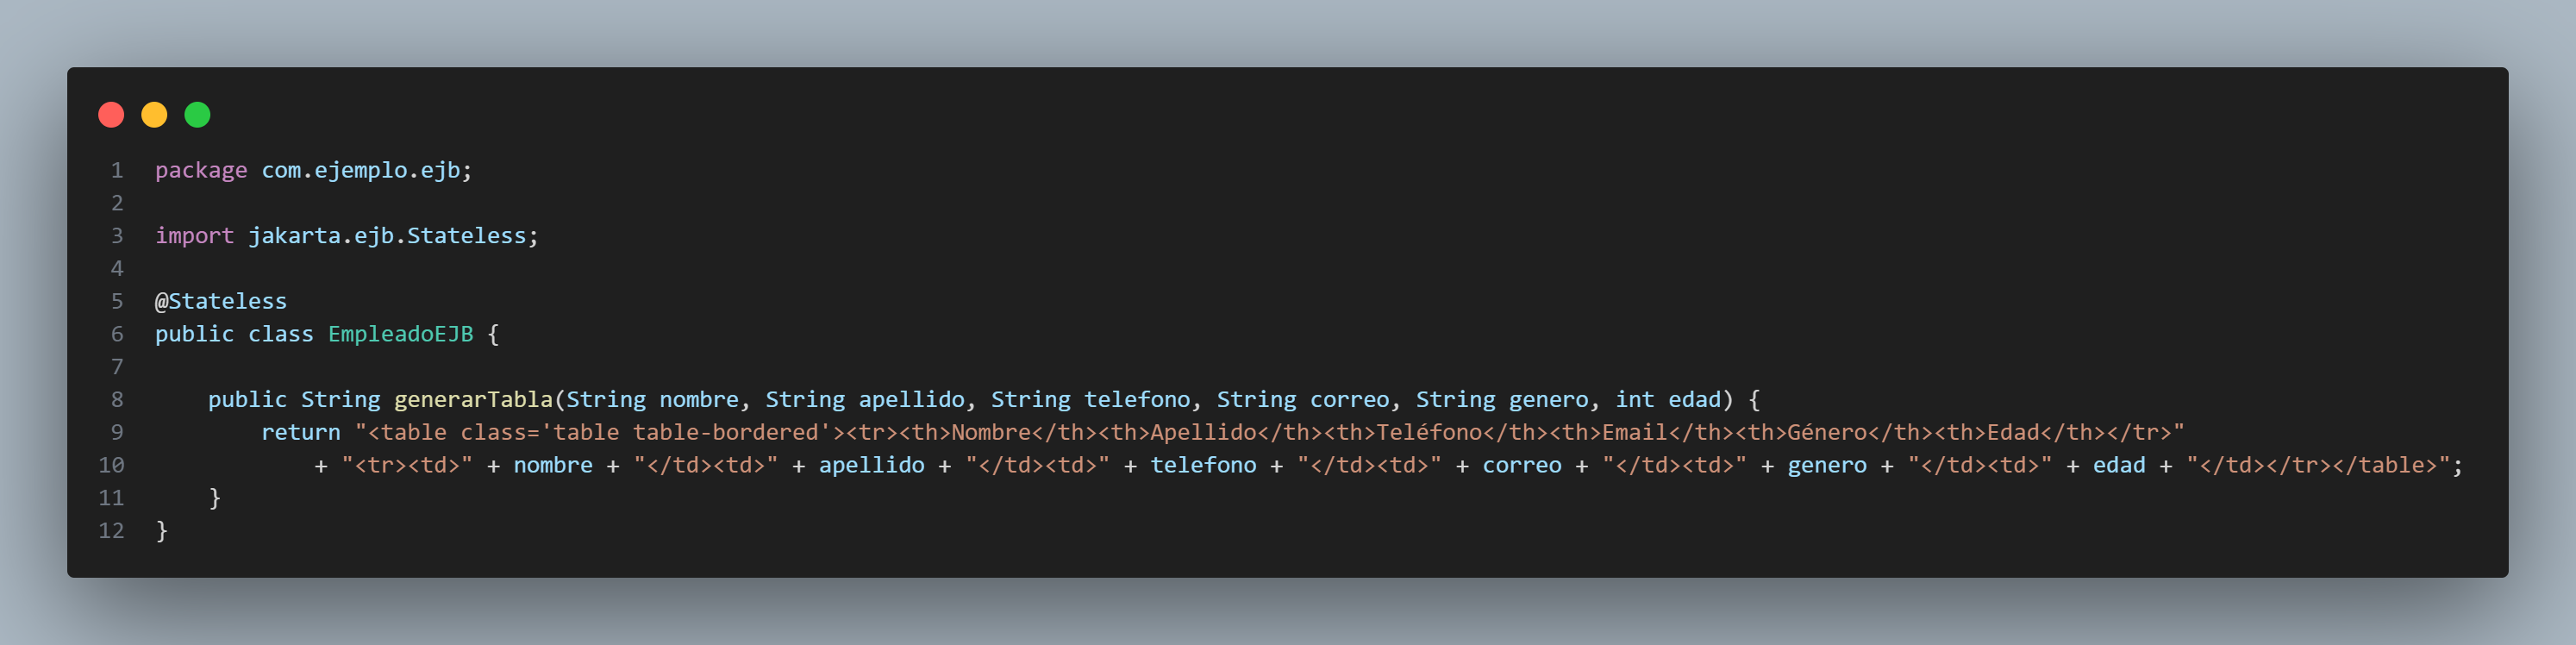 1 package com.ejemplo.ejb;
2
3 import jakarta.ejb.Stateless;
4
5 @Stateless
6 public class EmpleadoEJB {
7
8     public String generarTabla(String nombre, String apellido, String telefono, String correo, String genero, int edad) {
9         return "<table class='table table-bordered'><tr><th>Nombre</th><th>Apellido</th><th>Teléfono</th><th>Email</th><th>Género</th><th>Edad</th></tr>"
10             + "<tr><td>" + nombre + "</td><td>" + apellido + "</td><td>" + telefono + "</td><td>" + correo + "</td><td>" + genero + "</td><td>" + edad + "</td></tr></table>";
11     }
12 }